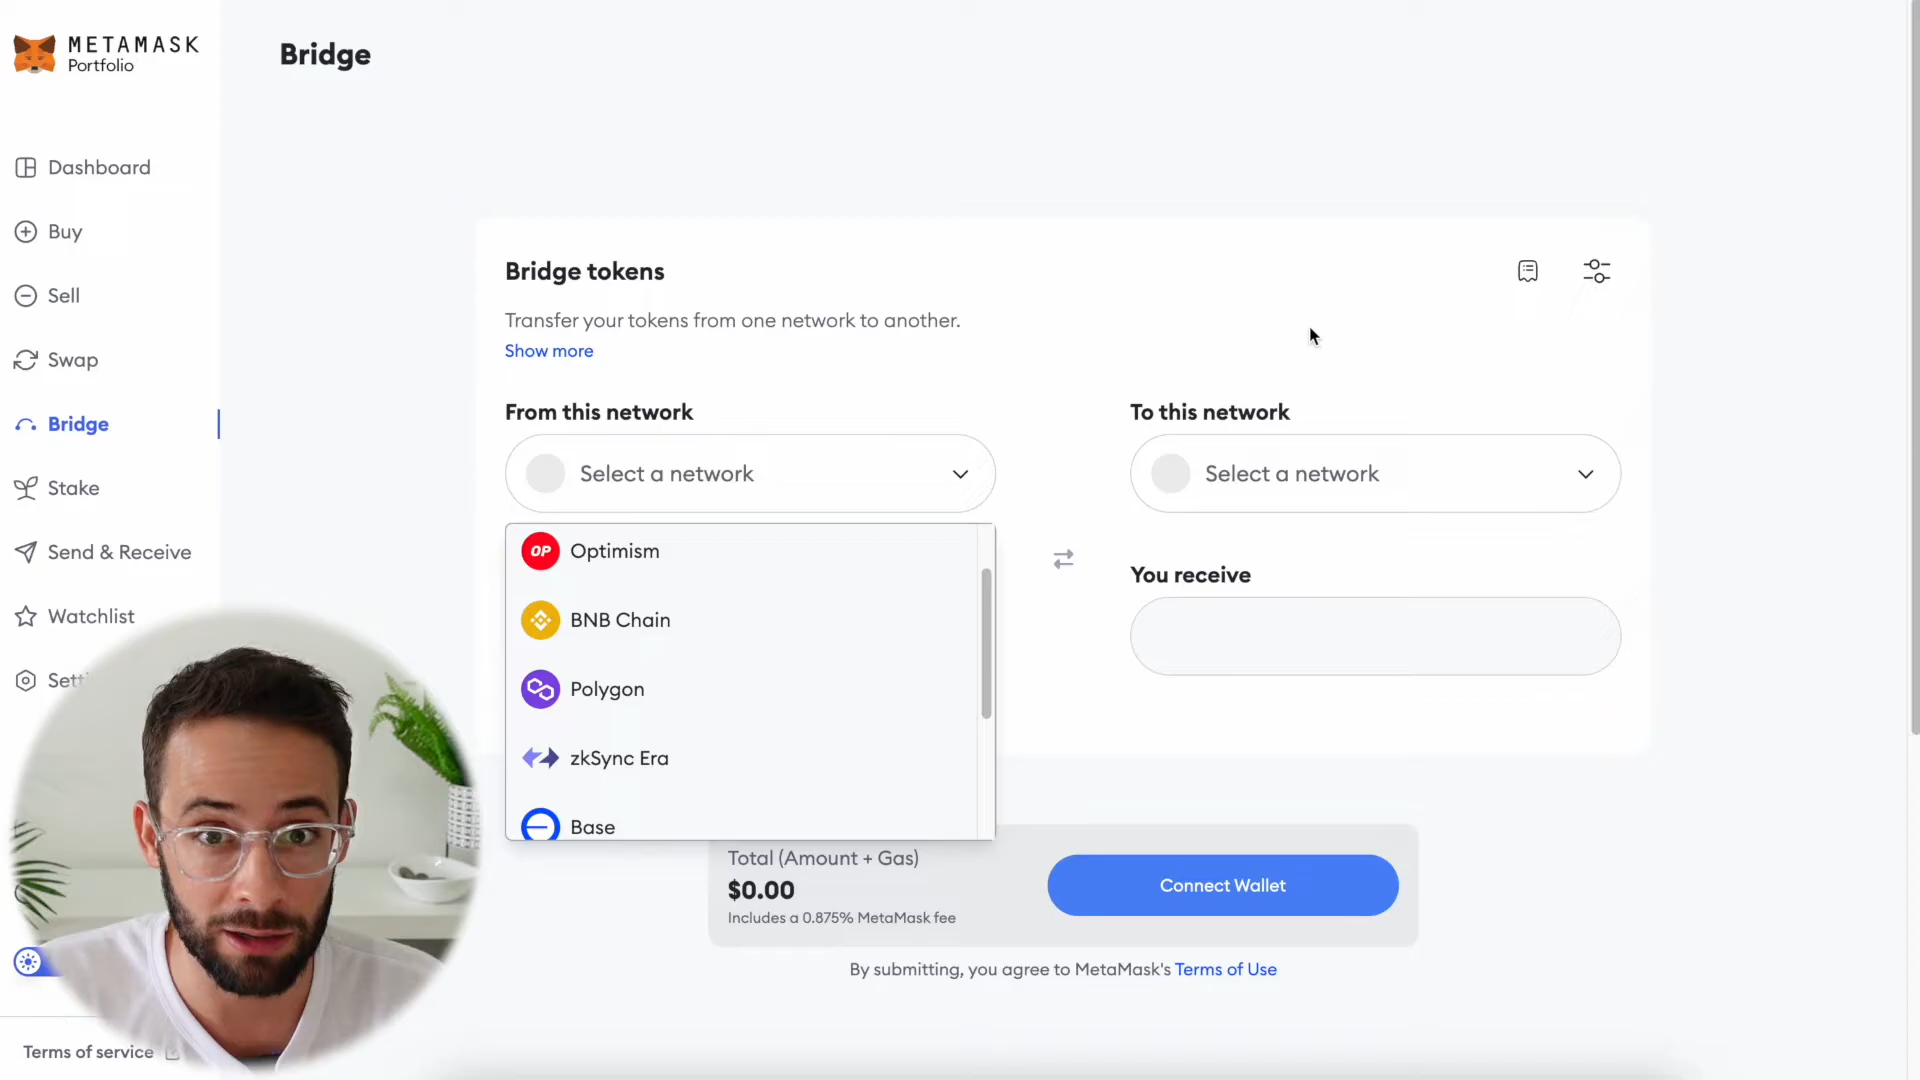 METAMASK
Portfolio
Bridge
Dashboard
Buy
Sell
Swap
Bridge
Stake
Send & Receive
Watchlist
Bridge tokens
Transfer your tokens from one network to another.
Show more
From this network
Select a network
To this network
Select a network
OP Optimism
BNB Chain
Polygon
zkSync Era
Base
You receive
Total (Amount + Gas)
$0.00
Includes a 0.875% MetaMask fee
Connect Wallet
By submitting, you agree to MetaMask's Terms of Use
Terms of service